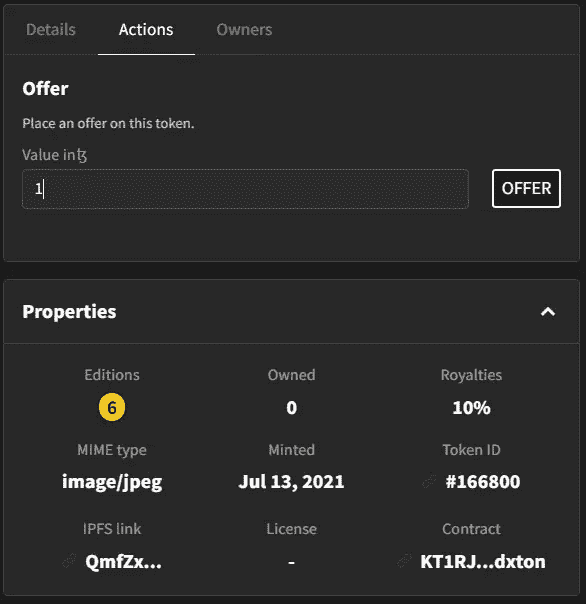 Details Actions Owners
Offer
Place an offer on this token.
Value in ꜩ
1 OFFER
Properties
Editions Owned Royalties
6 0 10%
MIME type Minted Token ID
image/jpeg Jul 13, 2021 #166800
IPFS link License Contract
QmfZx... - KT1RJ...dxton